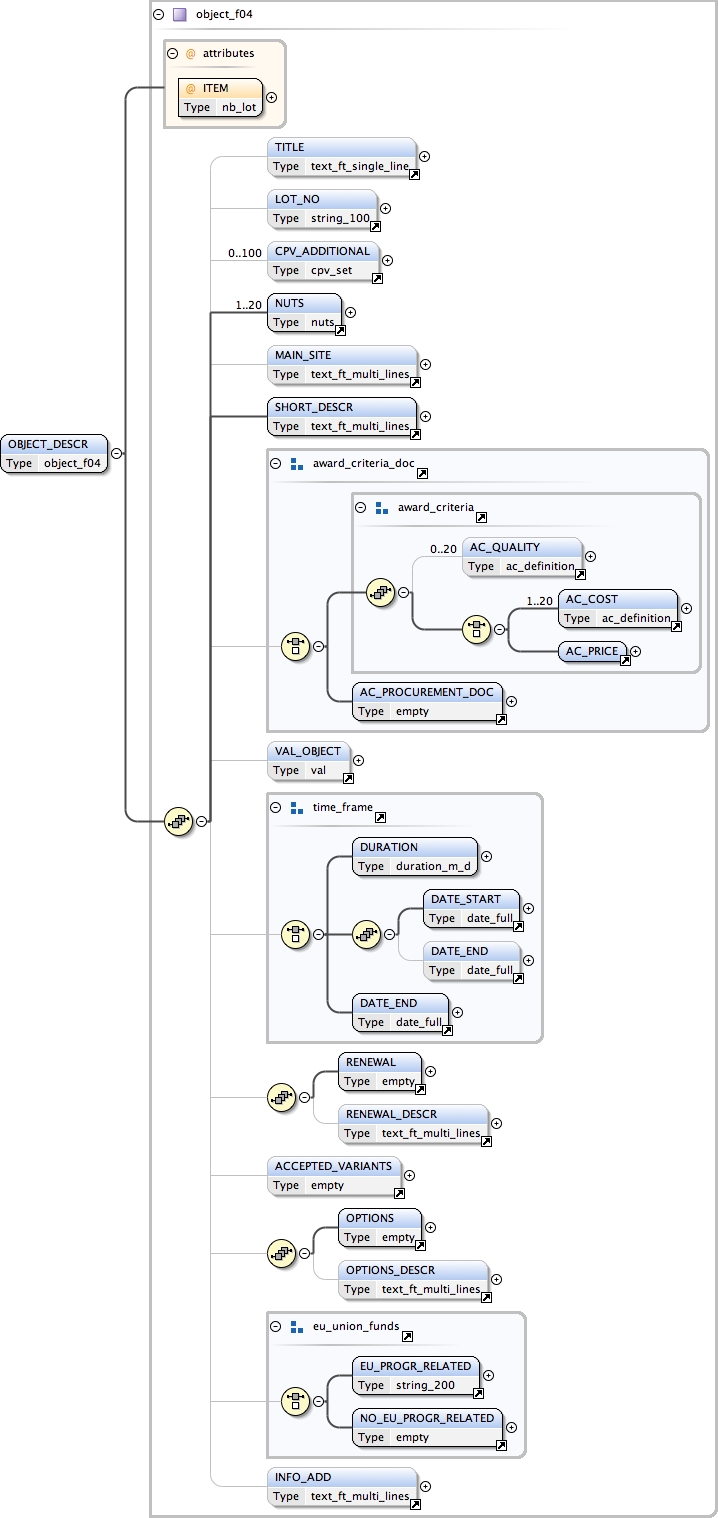 object_f04
@ attributes
@ ITEM
Type nb_lot
TITLE
Type text_ft_single_line
LOT_NO
Type string_100
0..100
CPV_ADDITIONAL
Type cpv_set
1..20
NUTS
Type nuts
MAIN_SITE
Type text_ft_multi_lines
SHORT_DESCR
Type text_ft_multi_lines
OBJECT_DESCR
Type object_f04
award_criteria_doc
award_criteria
0..20
AC_QUALITY
Type ac_definition
1..20
AC_COST
Type ac_definition
AC_PRICE
AC_PROCUREMENT_DOC
Type empty
VAL_OBJECT
Type val
time_frame
DURATION
Type duration_m_d
DATE_START
Type date_full
DATE_END
Type date_full
DATE_END
Type date_full
RENEWAL
Type empty
RENEWAL_DESCR
Type text_ft_multi_lines
ACCEPTED_VARIANTS
Type empty
OPTIONS
Type empty
OPTIONS_DESCR
Type text_ft_multi_lines
eu_union_funds
EU_PROGR_RELATED
Type string_200
NO_EU_PROGR_RELATED
Type empty
INFO_ADD
Type text_ft_multi_lines